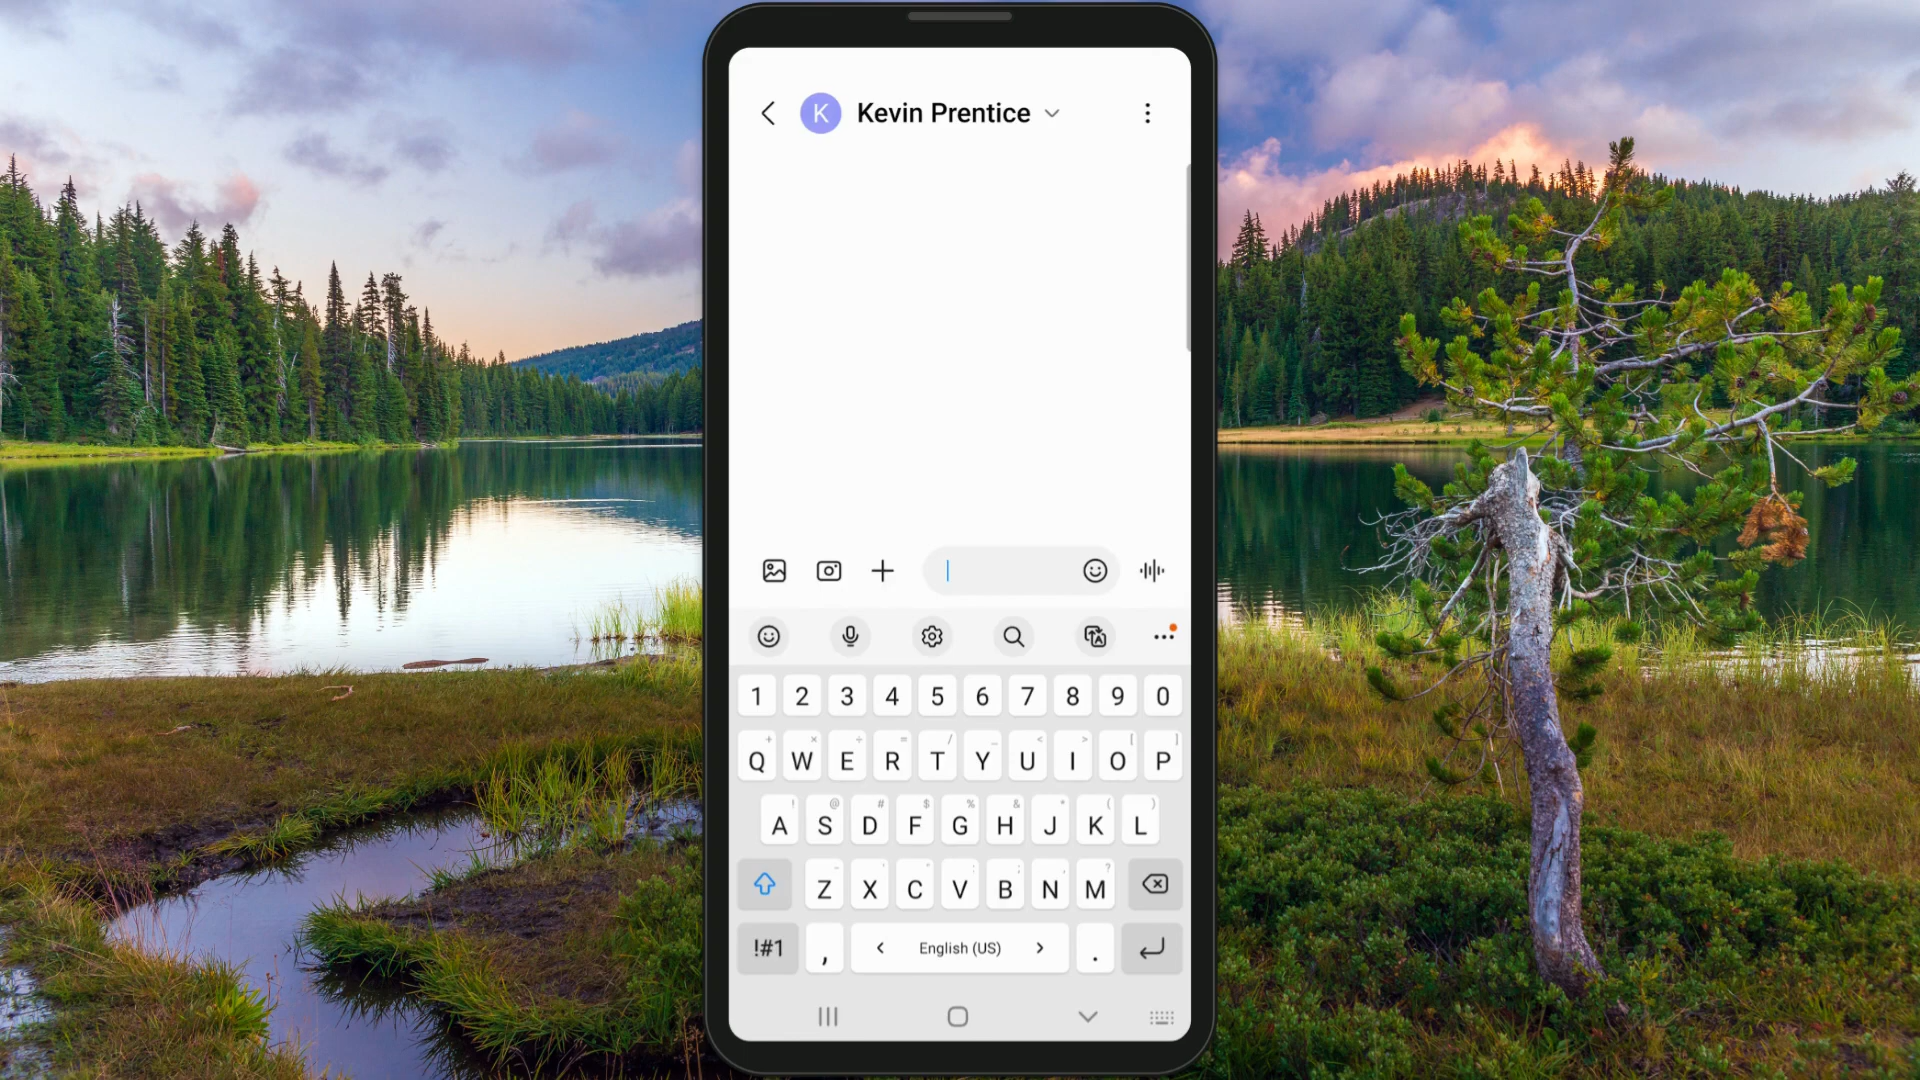 K Kevin Prentice
1 2 3 4 5 6 7 8 9 0
+ × ÷ = / _ < > [ ]
Q W E R T Y U I O P
! @ # $ % & * ( )
A S D F G H J K L
- ' " : ; , ?
Z X C V B N M
!#1 , < English (US) > .